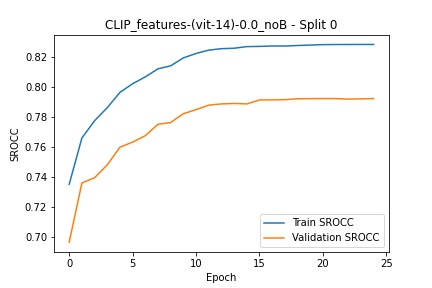 CLIP_features-(vit-14)-0.0_noB - Split 0
SROCC
0.82
0.80
0.78
0.76
0.74
0.72
0.70
Train SROCC
Validation SROCC
0 5 10 15 20 25
Epoch